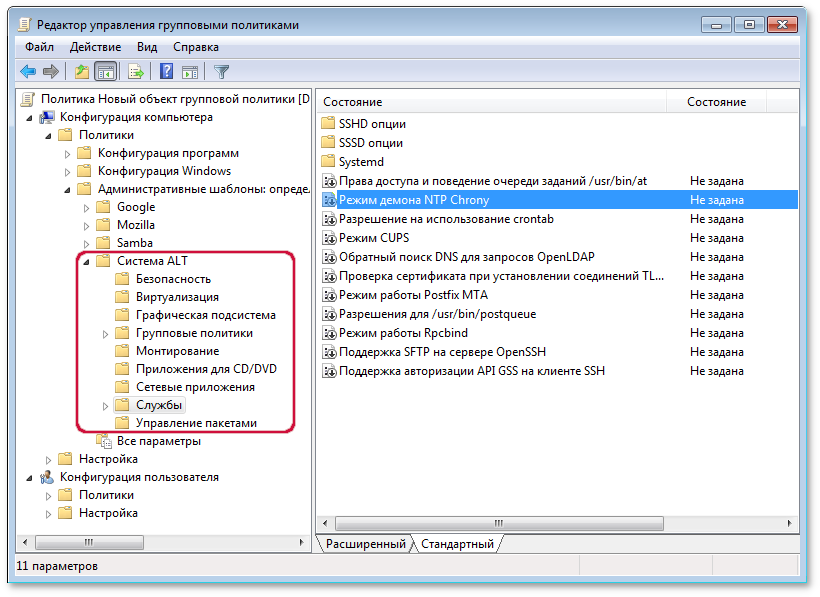 Редактор управления групповыми политиками
Файл Действие Вид Справка
Политика Новый объект групповой политики [D
Конфигурация компьютера
Политики
Конфигурация программ
Конфигурация Windows
Административные шаблоны: опреде
Google
Mozilla
Samba
Система ALT
Безопасность
Виртуализация
Графическая подсистема
Групповые политики
Монтирование
Приложения для CD/DVD
Сетевые приложения
Службы
Управление пакетами
Все параметры
Настройка
Конфигурация пользователя
Политики
Настройка
Состояние Состояние
SSHD опции
SSSD опции
Systemd
Права доступа и поведение очереди заданий /usr/bin/at Не задана
Режим демона NTP Chrony Не задана
Разрешение на использование crontab Не задана
Режим CUPS Не задана
Обратный поиск DNS для запросов OpenLDAP Не задана
Проверка сертификата при установлении соединений TL... Не задана
Режим работы Postfix MTA Не задана
Разрешения для /usr/bin/postqueue Не задана
Режим работы Rpcbind Не задана
Поддержка SFTP на сервере OpenSSH Не задана
Поддержка авторизации API GSS на клиенте SSH Не задана
Расширенный Стандартный
11 параметров